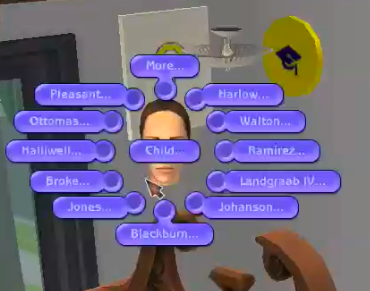 More...
Pleasant...
Harlow...
Ottomas...
Walton...
Halliwell...
Child...
Ramirez...
Broke...
Landgraab IV...
Jones...
Johanson...
Blackburn...